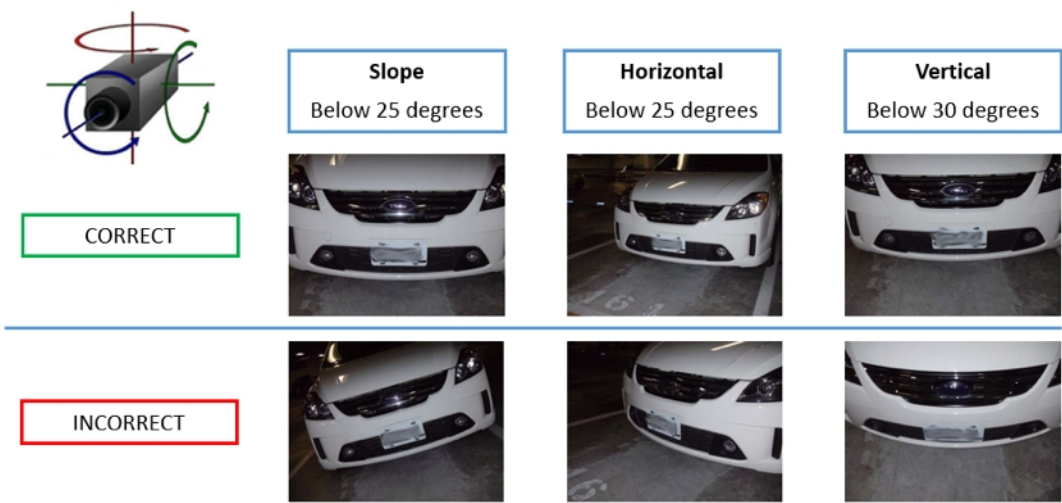 Slope
Below 25 degrees
Horizontal
Below 25 degrees
Vertical
Below 30 degrees
CORRECT
INCORRECT